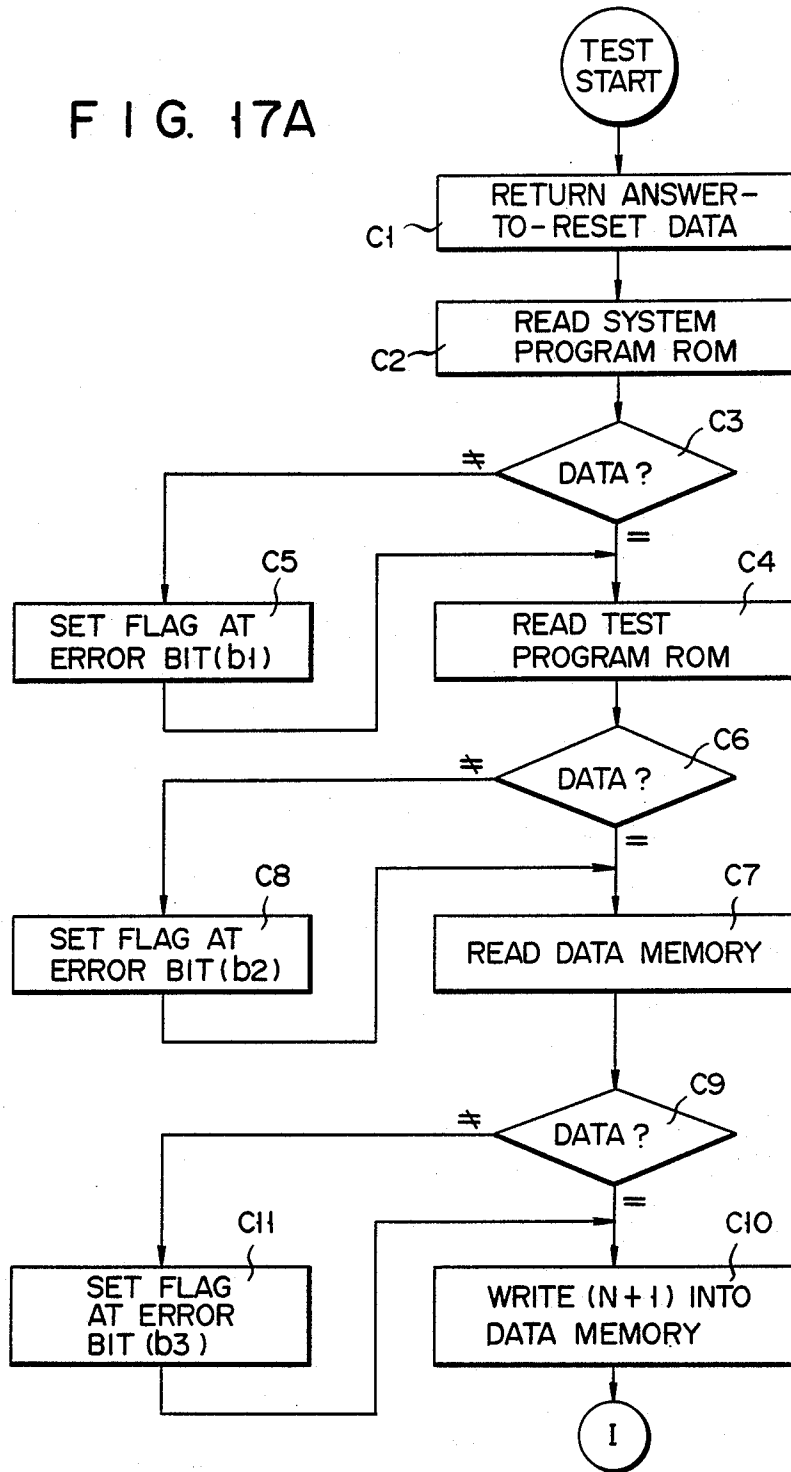 FIG. 17A
TEST
START
RETURN ANSWER-
TO-RESET DATA
C1
READ SYSTEM
PROGRAM ROM
C2
C3
DATA?
≠
=
C5
SET FLAG AT
ERROR BIT(b1)
C4
READ TEST
PROGRAM ROM
C6
DATA?
≠
=
C8
SET FLAG AT
ERROR BIT(b2)
C7
READ DATA MEMORY
C9
DATA?
≠
=
C11
SET FLAG
AT ERROR
BIT(b3)
C10
WRITE (N+1) INTO
DATA MEMORY
I